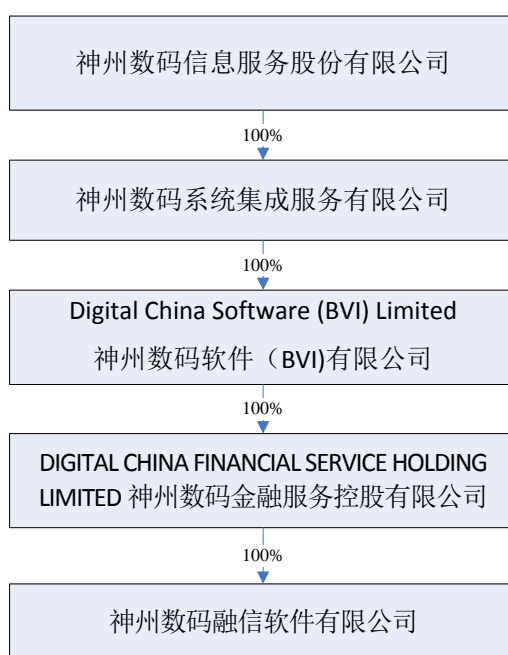 神州数码信息服务股份有限公司
100%
神州数码系统集成服务有限公司
100%
Digital China Software (BVI) Limited
神州数码软件（BVI)有限公司
100%
DIGITAL CHINA FINANCIAL SERVICE HOLDING
LIMITED 神州数码金融服务控股有限公司
100%
神州数码融信软件有限公司